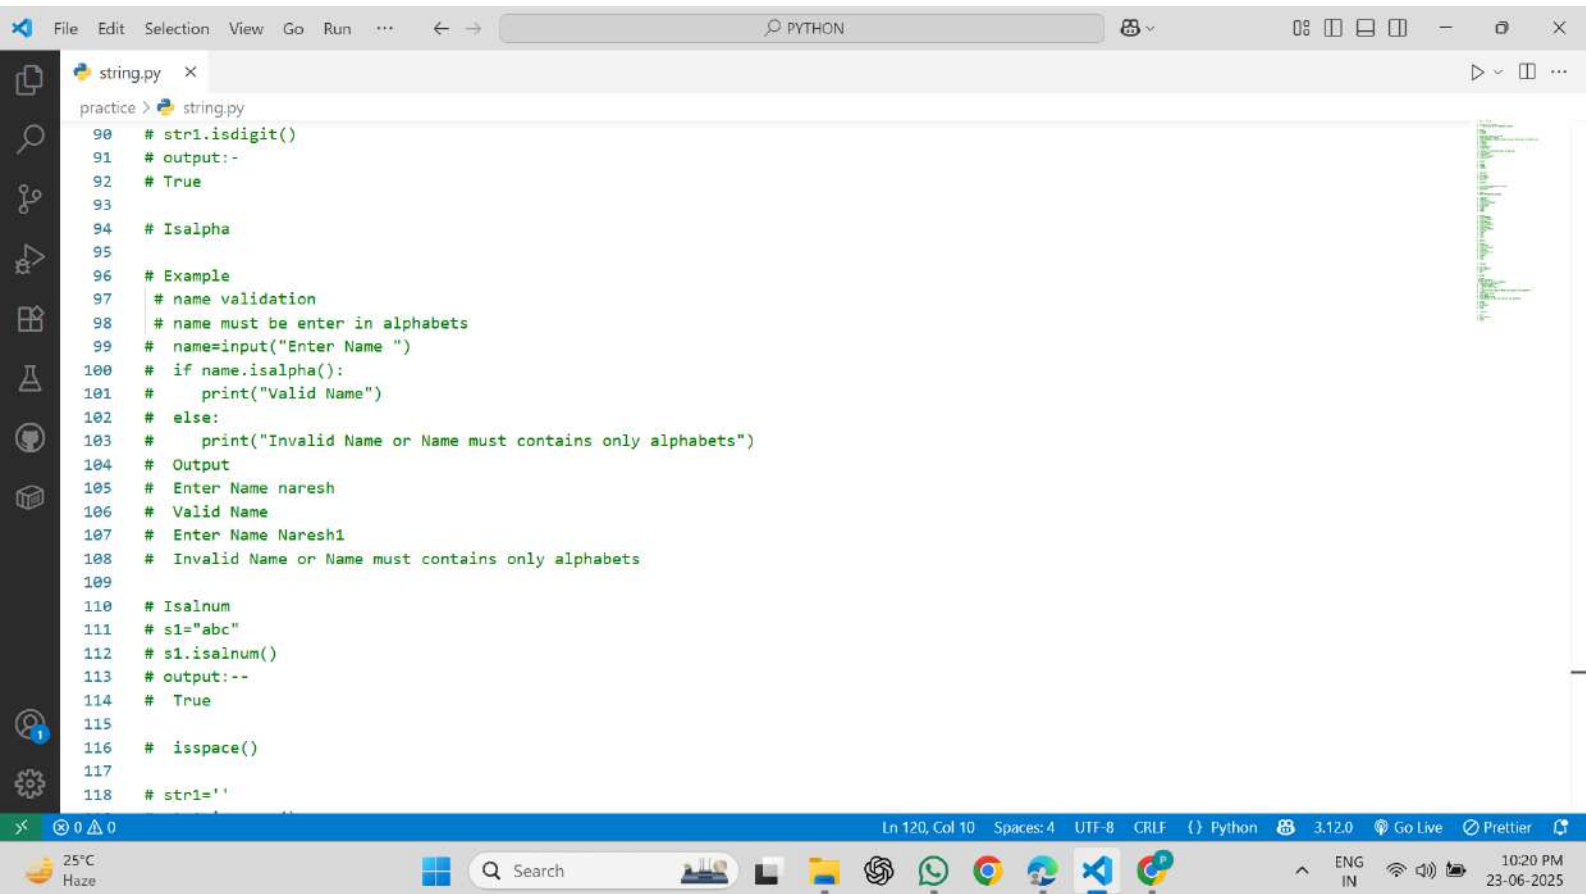 File Edit Selection View Go Run ··· PYTHON
string.py
practice > string.py
90 # str1.isdigit()
91 # output:-
92 # True
93
94 # Isalpha
95
96 # Example
97 # name validation
98 # name must be enter in alphabets
99 # name=input("Enter Name ")
100 # if name.isalpha():
101 # print("Valid Name")
102 # else:
103 # print("Invalid Name or Name must contains only alphabets")
104 # Output
105 # Enter Name naresh
106 # Valid Name
107 # Enter Name Naresh1
108 # Invalid Name or Name must contains only alphabets
109
110 # Isalnum
111 # s1="abc"
112 # s1.isalnum()
113 # output:--
114 # True
115
116 # isspace()
117
118 # str1=''
1
0 0 Ln 120, Col 10 Spaces: 4 UTF-8 CRLF {} Python 3.12.0 Go Live Prettier
25°C
Haze
Search
P
ENG
IN
10:20 PM
23-06-2025